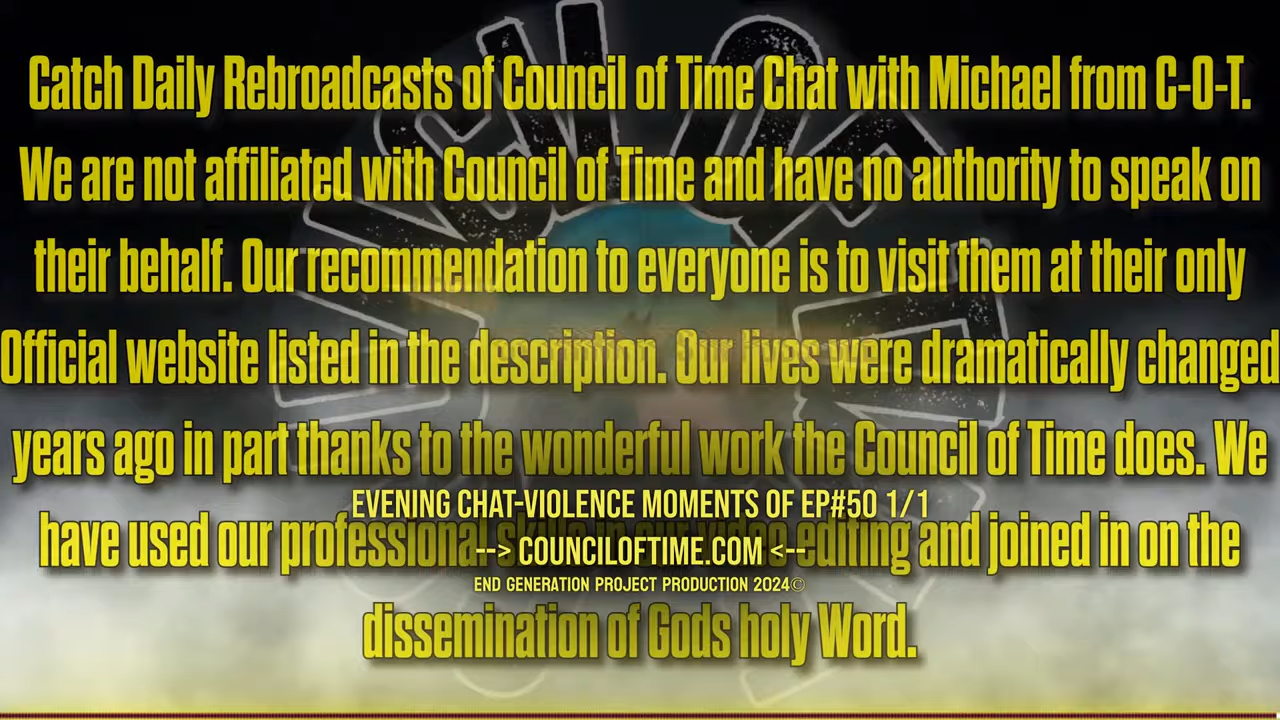 Catch Daily Rebroadcasts of Council of Time Chat with Michael from C-O-T.
We are not affiliated with Council of Time and have no authority to speak on
their behalf. Our recommendation to everyone is to visit them at their only
Official website listed in the description. Our lives were dramatically changed
years ago in part thanks to the wonderful work the Council of Time does. We
EVENING CHAT-VIOLENCE MOMENTS OF EP#50 1/1
have used our professional skills in our video editing and joined in on the
--> COUNCILOFTIME.COM <--
END GENERATION PROJECT PRODUCTION 2024©
dissemination of Gods holy Word.